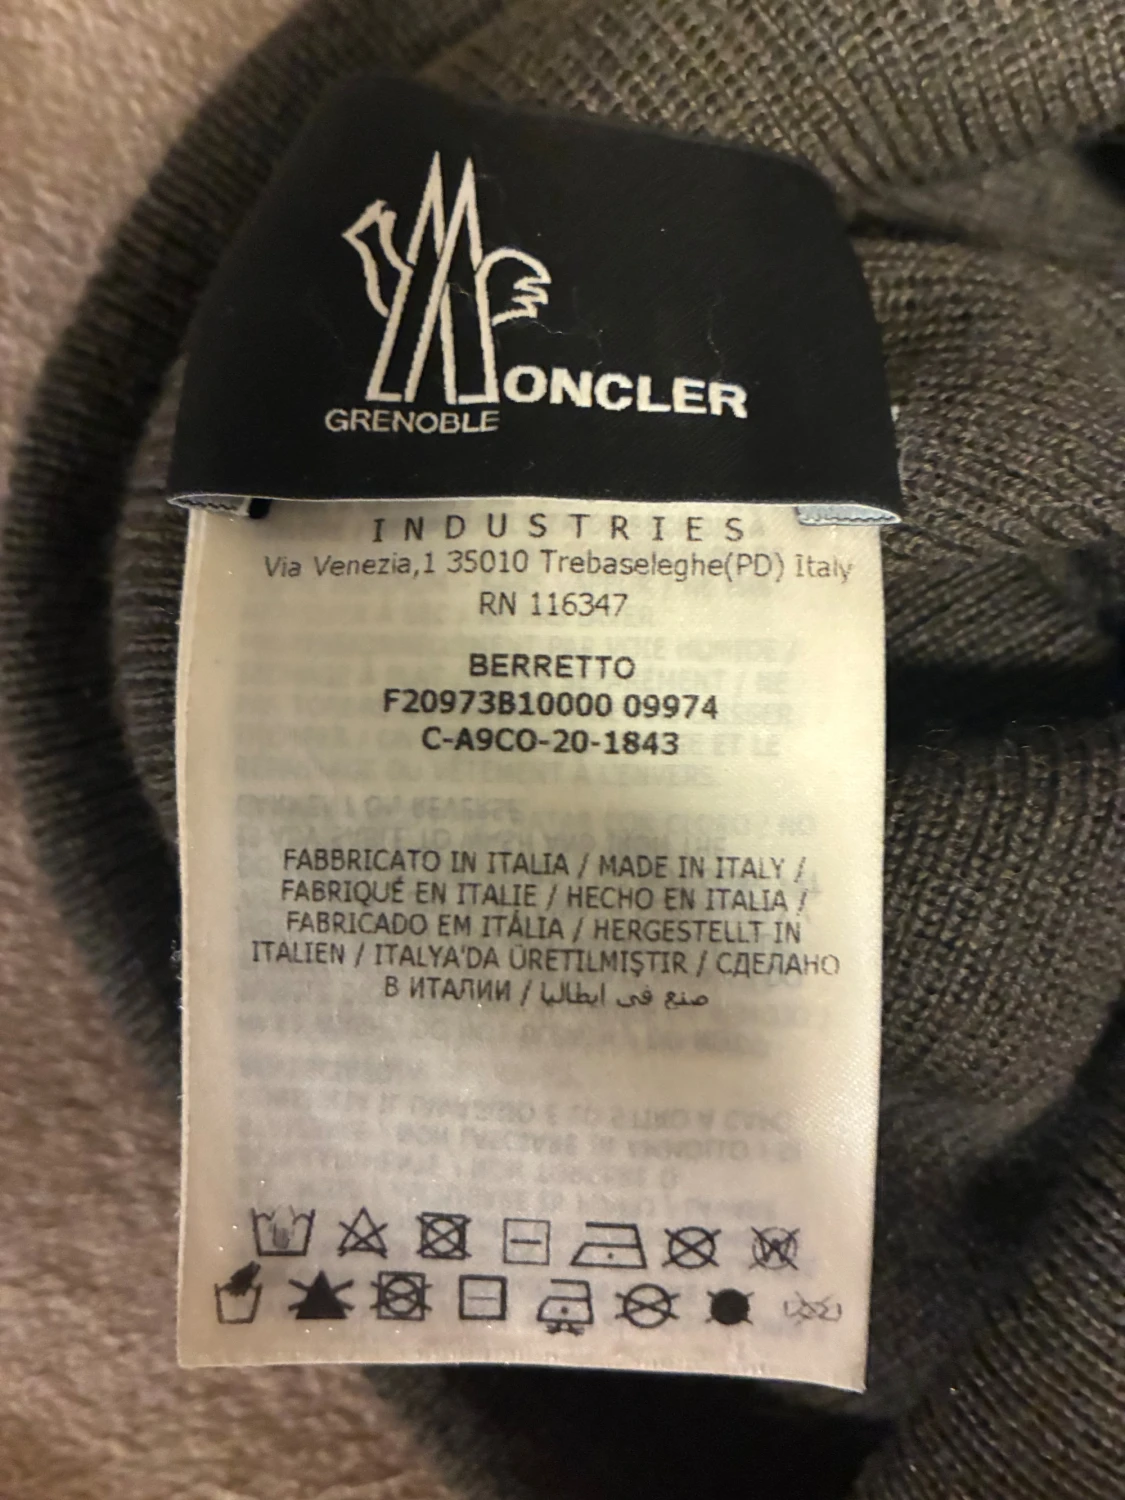 MONCLER
GRENOBLE
INDUSTRIES
Via Venezia,1 35010 Trebaseleghe(PD) Italy
RN 116347
BERRETTO
F20973B10000 09974
C-A9CO-20-1843
FABBRICATO IN ITALIA / MADE IN ITALY /
FABRIQUÉ EN ITALIE / HECHO EN ITALIA /
FABRICADO EM ITÁLIA / HERGESTELLT IN
ITALIEN / ITALYA'DA ÜRETILMIŞTIR / СДЕЛАНО
В ИТАЛИИ / صنع في ايطاليا